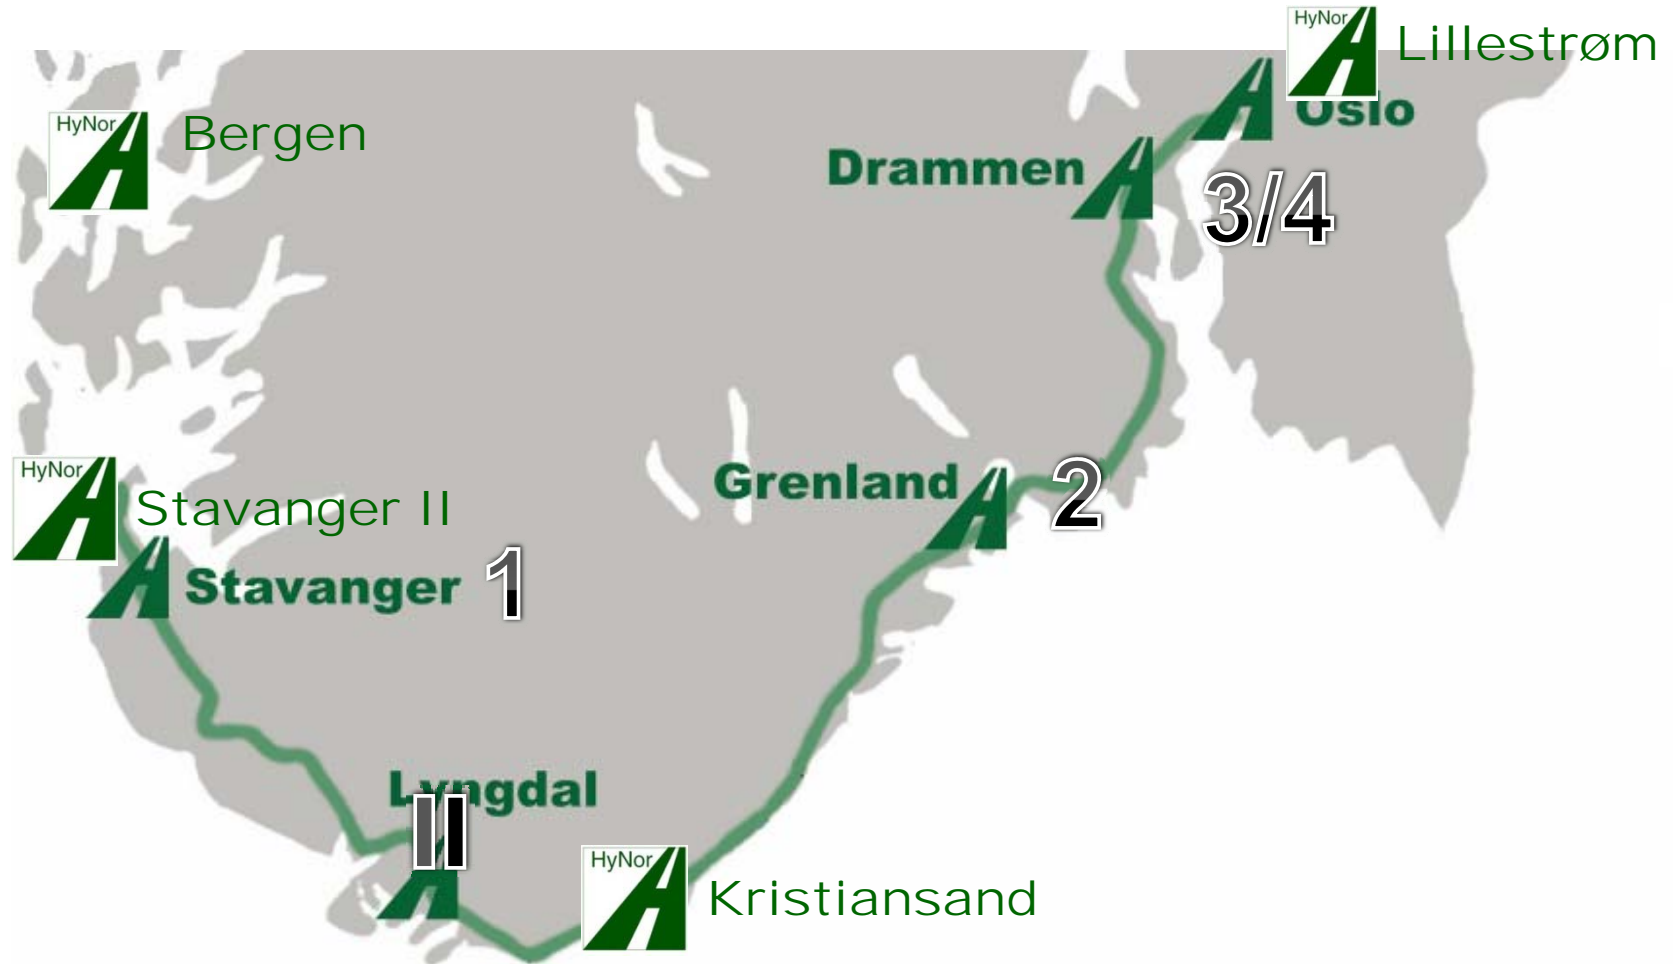 HyNor
Lillestrøm
Oslo
HyNor
Bergen
Drammen
3/4
HyNor
Stavanger II
Grenland
2
Stavanger
1
Lyngdal
II
HyNor
Kristiansand